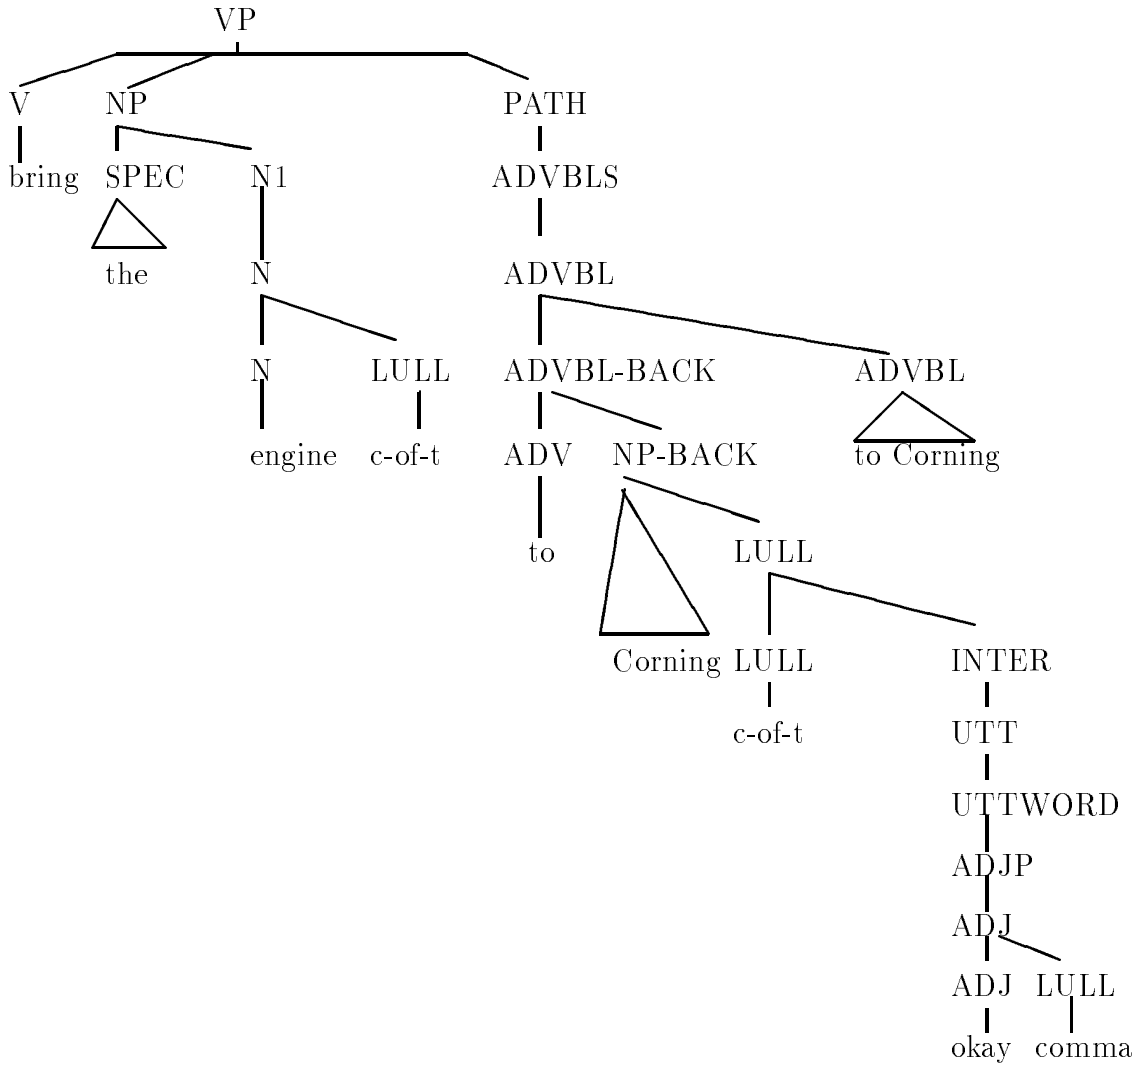 VP
V NP PATH
bring SPEC N1 ADVBLS
the N ADVBL
N LULL ADVBL-BACK ADVBL
engine c-of-t ADV NP-BACK to Corning
to LULL
Corning LULL INTER
c-of-t UTT
UTTWORD
ADJP
ADJ
ADJ LULL
okay comma